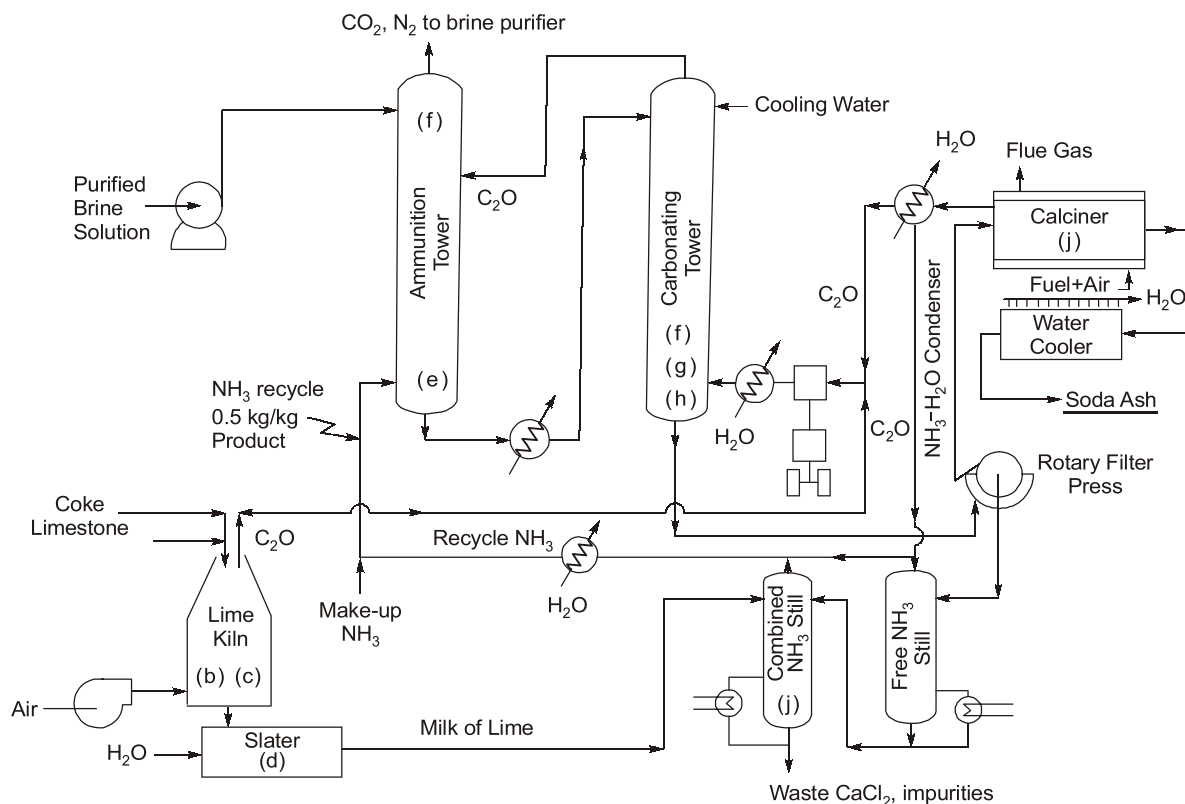 CO₂, N₂ to brine purifier
(f)
Cooling Water
H₂O
Flue Gas
Purified
Brine
Solution
C₂O
Calciner
(j)
Ammunition
Tower
Carbonating
Tower
Fuel+Air
H₂O
C₂O
Water
Cooler
(f)
(g)
(h)
(e)
NH₃ recycle
0.5 kg/kg
Product
H₂O
C₂O
NH₃–H₂O Condenser
Soda Ash
Rotary Filter
Press
Coke
Limestone
C₂O
Recycle NH₃
H₂O
Make-up
NH₃
Lime
Kiln
(b) (c)
Combined
NH₃ Still
(j)
Free NH₃
Still
Air
Milk of Lime
H₂O
Slater
(d)
Waste CaCl₂, impurities